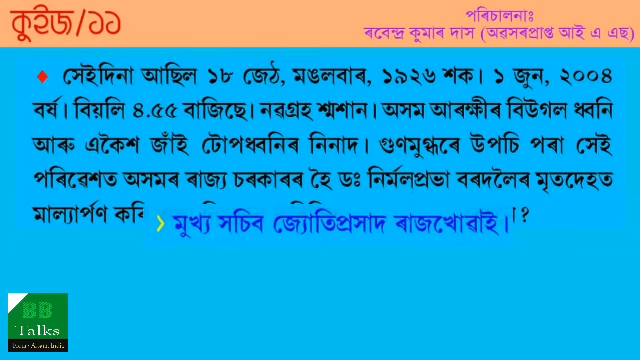 কুইজ/১১
পৰিচালনাঃ
ৰবেন্দ্ৰ কুমাৰ দাস (অৱসৰপ্ৰাপ্ত আই এ এছ)
♦ সেইদিনা আছিল ১৮ জেঠ, মঙলবাৰ, ১৯২৬ শক। ১ জুন, ২০০৪
বৰ্ষ। বিয়লি ৪.৫৫ বাজিছে। নৱগ্ৰহ শ্মশান। অসম আৰক্ষীৰ বিউগল ধ্বনি
আৰু একৈশ জাঁই টোপধ্বনিৰ নিনাদ। গুণমুগ্ধৰে উপচি পৰা সেই
পৰিৱেশত অসমৰ ৰাজ্য চৰকাৰৰ হৈ ডঃ নিৰ্মলপ্ৰভা বৰদলৈৰ মৃতদেহত
মাল্যাৰ্পণ
> মুখ্য সচিব জ্যোতিপ্ৰসাদ ৰাজখোৱাই।
BB
Talks